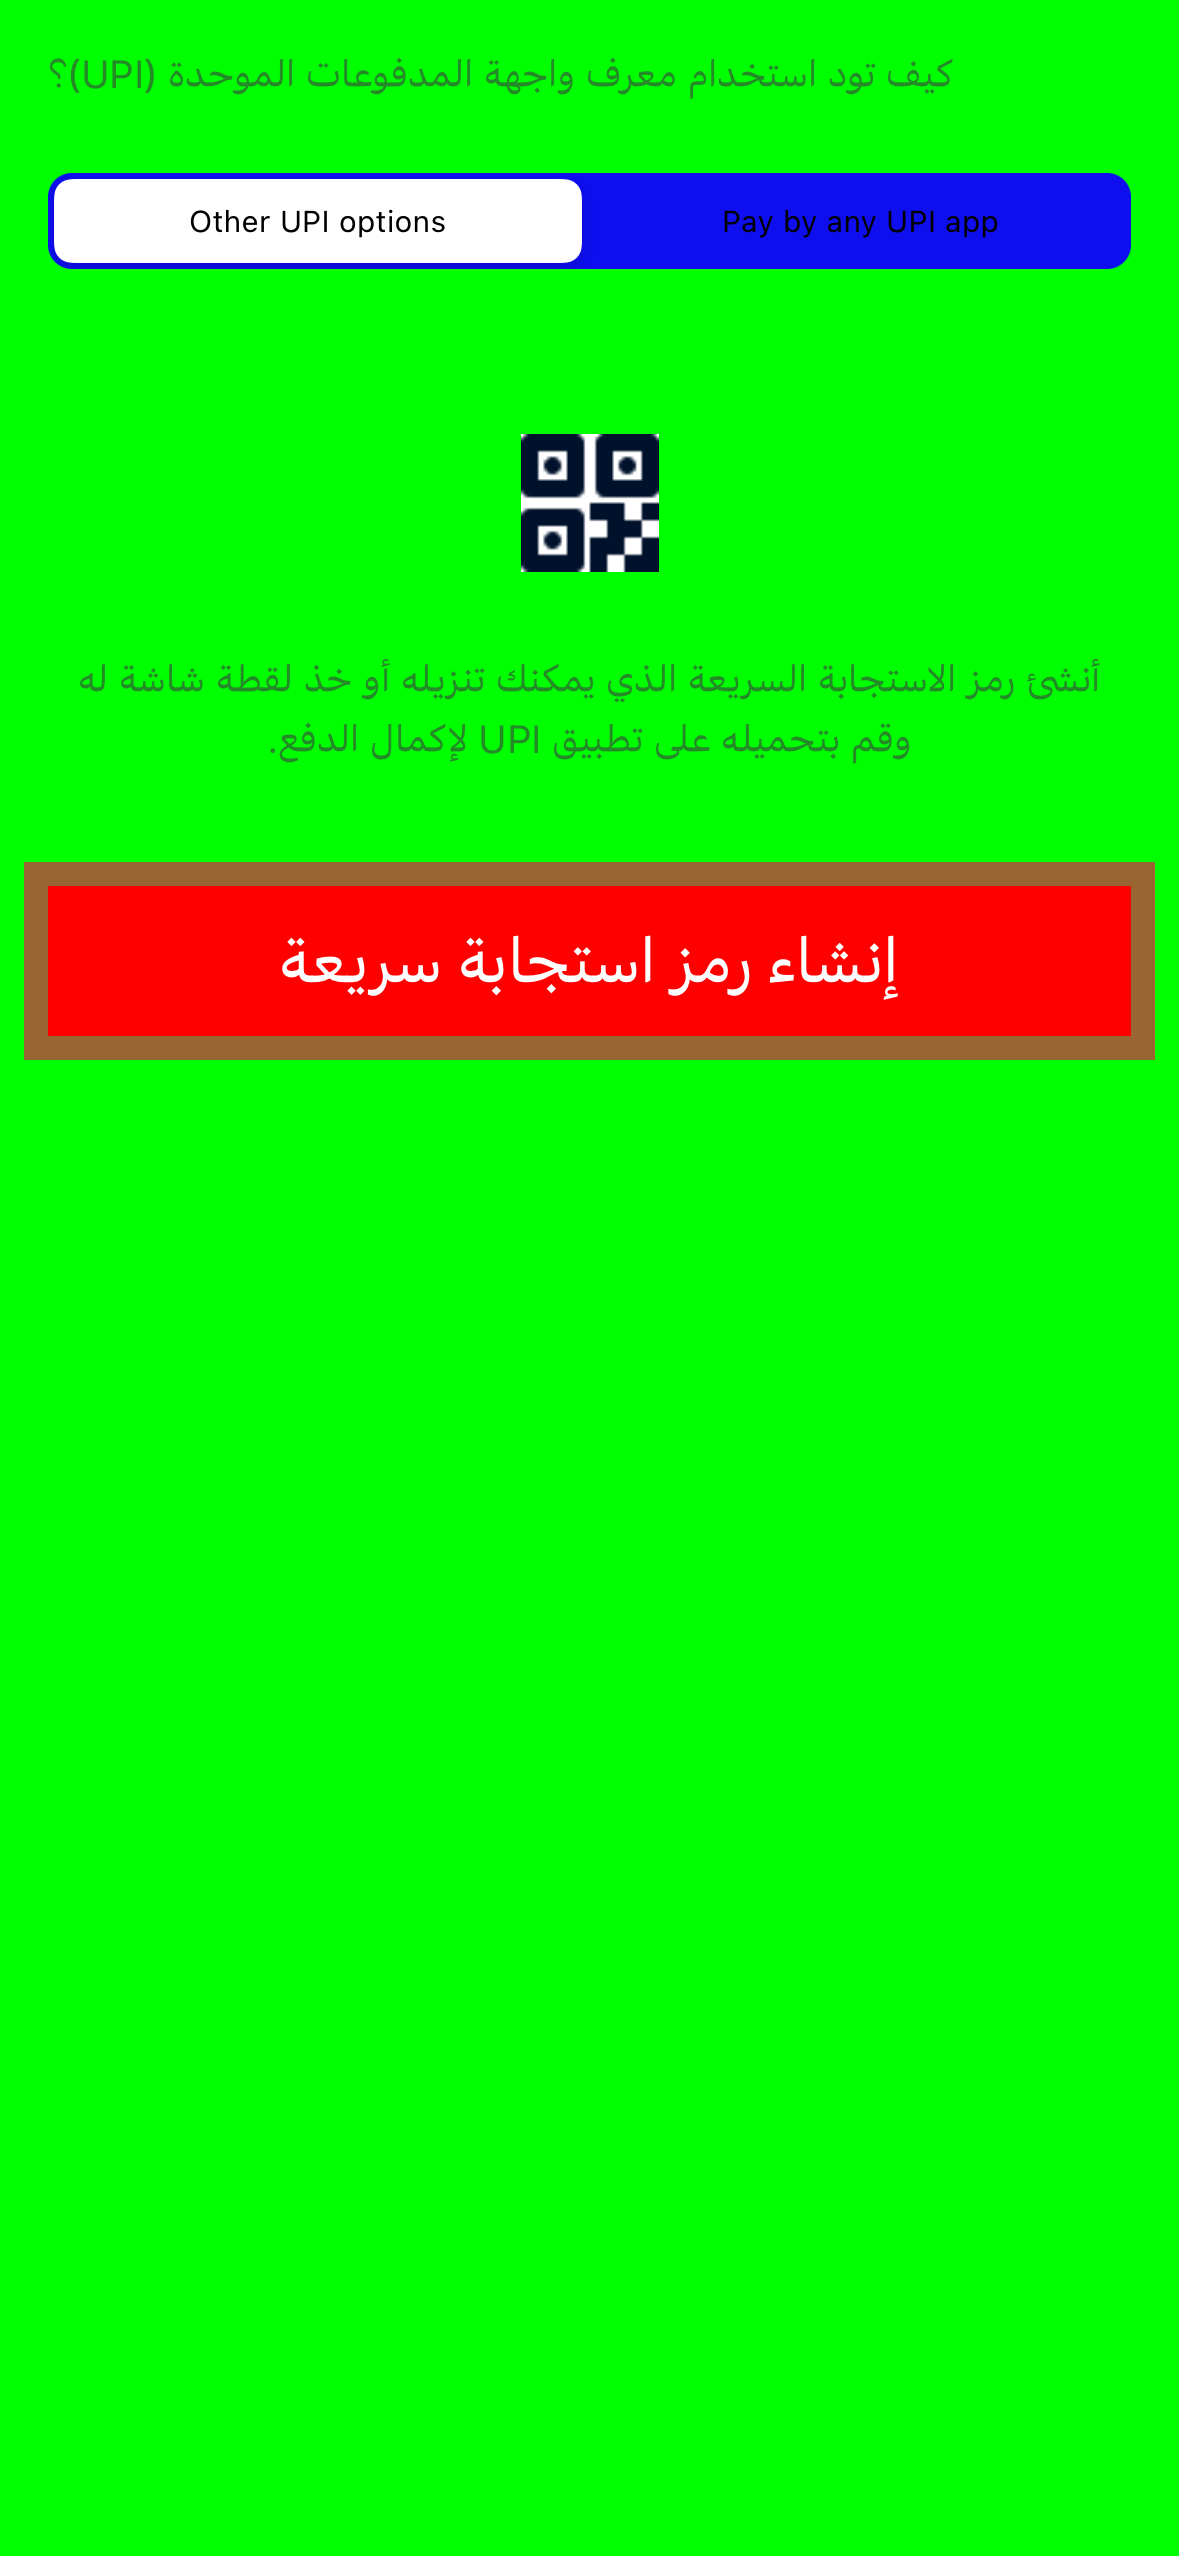 كيف تود استخدام معرف واجهة المدفوعات الموحدة (UPI)؟
Other UPI options
Pay by any UPI app
أنشئ رمز الاستجابة السريعة الذي يمكنك تنزيله أو خذ لقطة شاشة له
وقم بتحميله على تطبيق UPI لإكمال الدفع.
إنشاء رمز استجابة سريعة